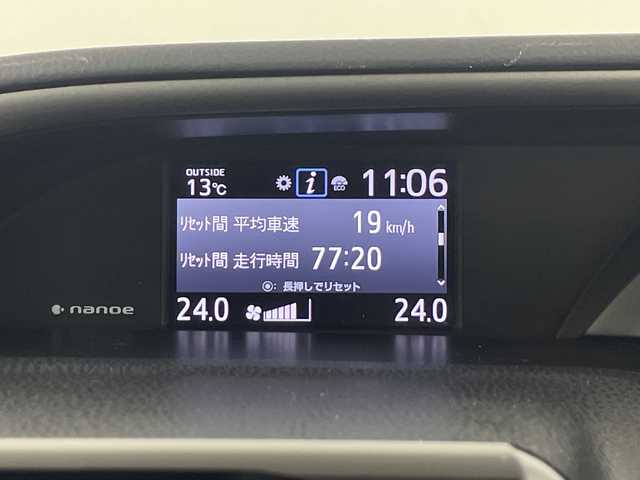 OUTSIDE
13℃ i ECO 11:06
ﾘｾｯﾄ間 平均車速 19 km/h
ﾘｾｯﾄ間 走行時間 77:20
◉: 長押しでリセット
24.0 24.0
nanoe